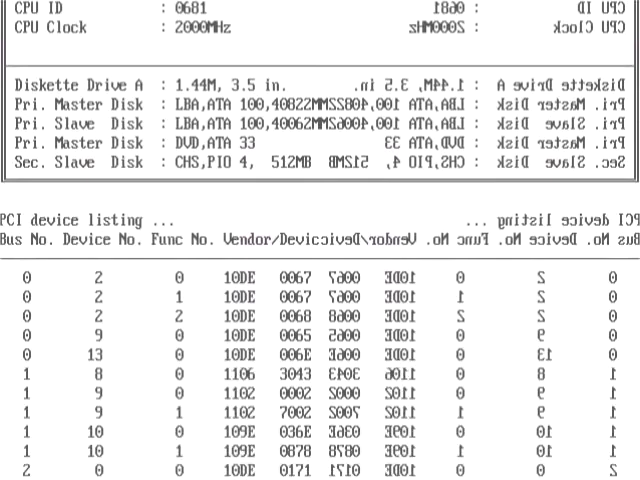 CPU ID : 0681
CPU Clock : 2000MHz
Diskette Drive A : 1.44M, 3.5 in.
Pri. Master Disk : LBA,ATA 100,40822M
Pri. Slave Disk : LBA,ATA 100,40062M
Pri. Master Disk : DVD,ATA 33
Sec. Slave Disk : CHS,PIO 4, 512MB
PCI device listing ...
Bus No. Device No. Func No. Vendor/Devic
0 2 0 10DE 0067
0 2 1 10DE 0067
0 2 2 10DE 0068
0 9 0 10DE 0065
0 13 0 10DE 006E
1 8 0 1106 3043
1 9 0 1102 0002
1 9 1 1102 7002
1 10 0 109E 036E
1 10 1 109E 0878
2 0 0 10DE 0171